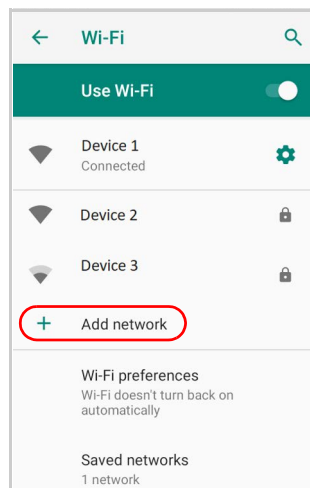 Wi-Fi
Use Wi-Fi
Device 1
Connected
Device 2
Device 3
Add network
Wi-Fi preferences
Wi-Fi doesn't turn back on
automatically
Saved networks
1 network